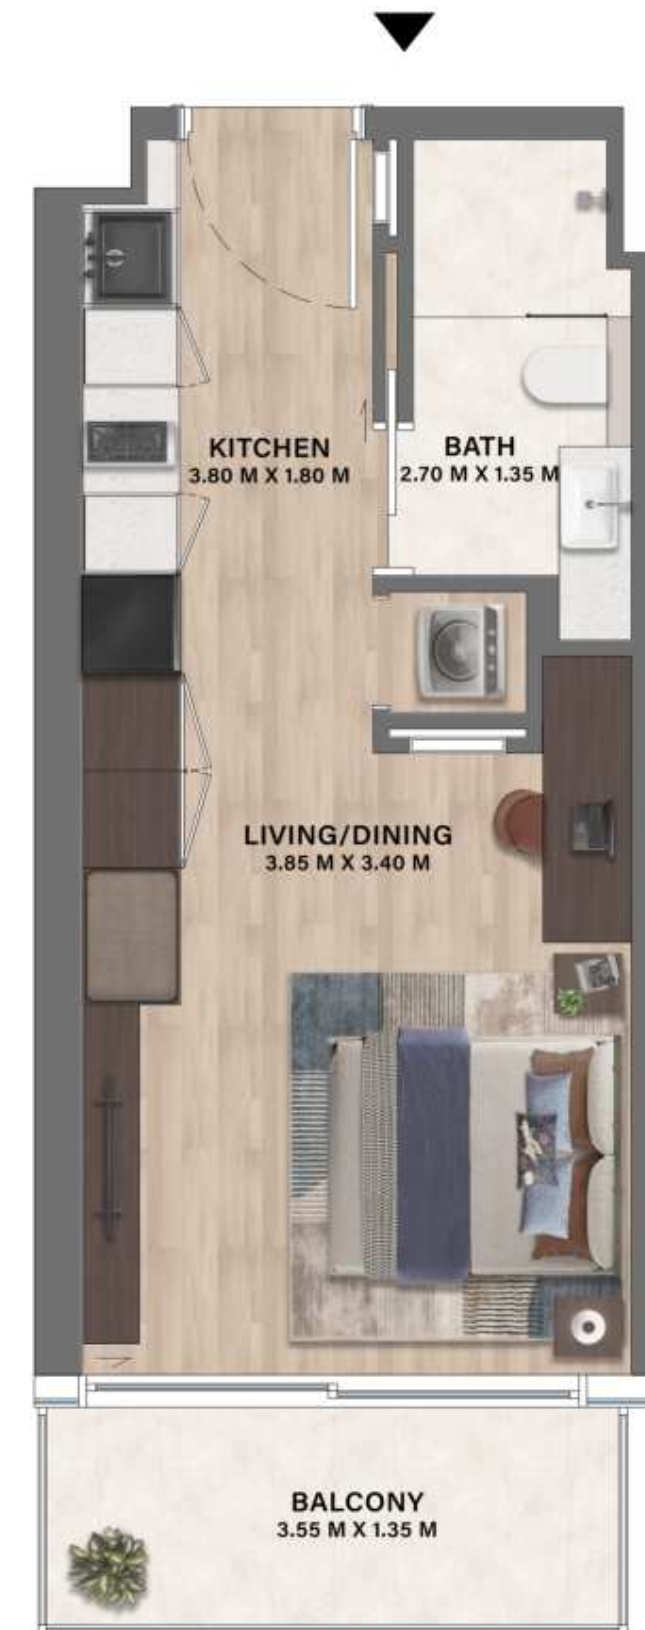 KITCHEN
3.80 M X 1.80 M
BATH
2.70 M X 1.35 M
LIVING/DINING
3.85 M X 3.40 M
BALCONY
3.55 M X 1.35 M